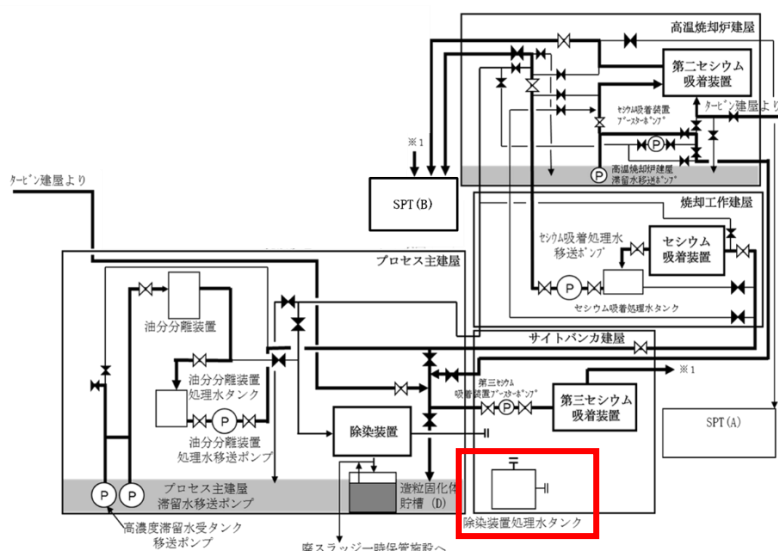 高温焼却炉建屋
第二セシウム
吸着装置
タービン建屋より
セシウム吸着装置
ブースターポンプ
P
※1
高温焼却炉建屋
滞留水移送ポンプ
P
タービン建屋より
SPT(B)
焼却工作建屋
セシウム吸着処理水
移送ポンプ
セシウム
吸着装置
P
セシウム吸着処理水タンク
プロセス主建屋
油分分離装置
サイトバンカ建屋
※1
油分分離装置
処理水タンク
第三セシウム
吸着装置ブースターポンプ
P
第三セシウム
吸着装置
P
油分分離装置
処理水移送ポンプ
除染装置
SPT(A)
P
P
プロセス主建屋
滞留水移送ポンプ
造粒固化体
貯槽(D)
高濃度滞留水受タンク
移送ポンプ
除染装置処理水タンク
廃スラッジ一時保管施設へ